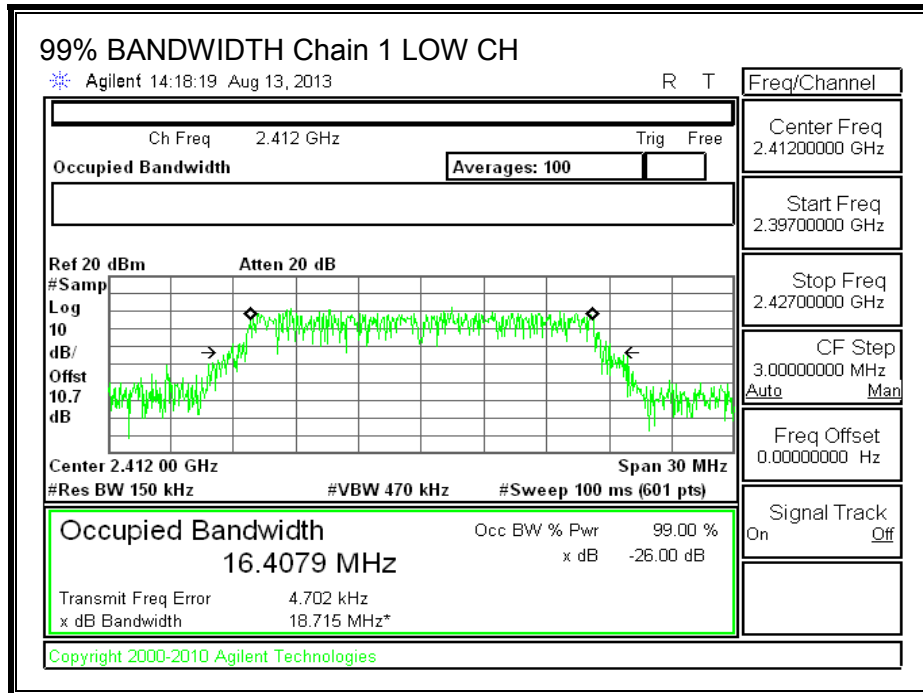 99% BANDWIDTH Chain 1 LOW CH
Agilent 14:18:19 Aug 13, 2013 R T
Ch Freq 2.412 GHz Trig Free
Occupied Bandwidth Averages: 100
Ref 20 dBm Atten 20 dB
#Samp
Log
10
dB/
Offst
10.7
dB
Center 2.412 00 GHz Span 30 MHz
#Res BW 150 kHz #VBW 470 kHz #Sweep 100 ms (601 pts)
Occupied Bandwidth Occ BW % Pwr 99.00 %
16.4079 MHz x dB -26.00 dB
Transmit Freq Error 4.702 kHz
x dB Bandwidth 18.715 MHz*
Copyright 2000-2010 Agilent Technologies
Freq/Channel
Center Freq
2.41200000 GHz
Start Freq
2.39700000 GHz
Stop Freq
2.42700000 GHz
CF Step
3.00000000 MHz
Auto Man
Freq Offset
0.00000000 Hz
Signal Track
On Off